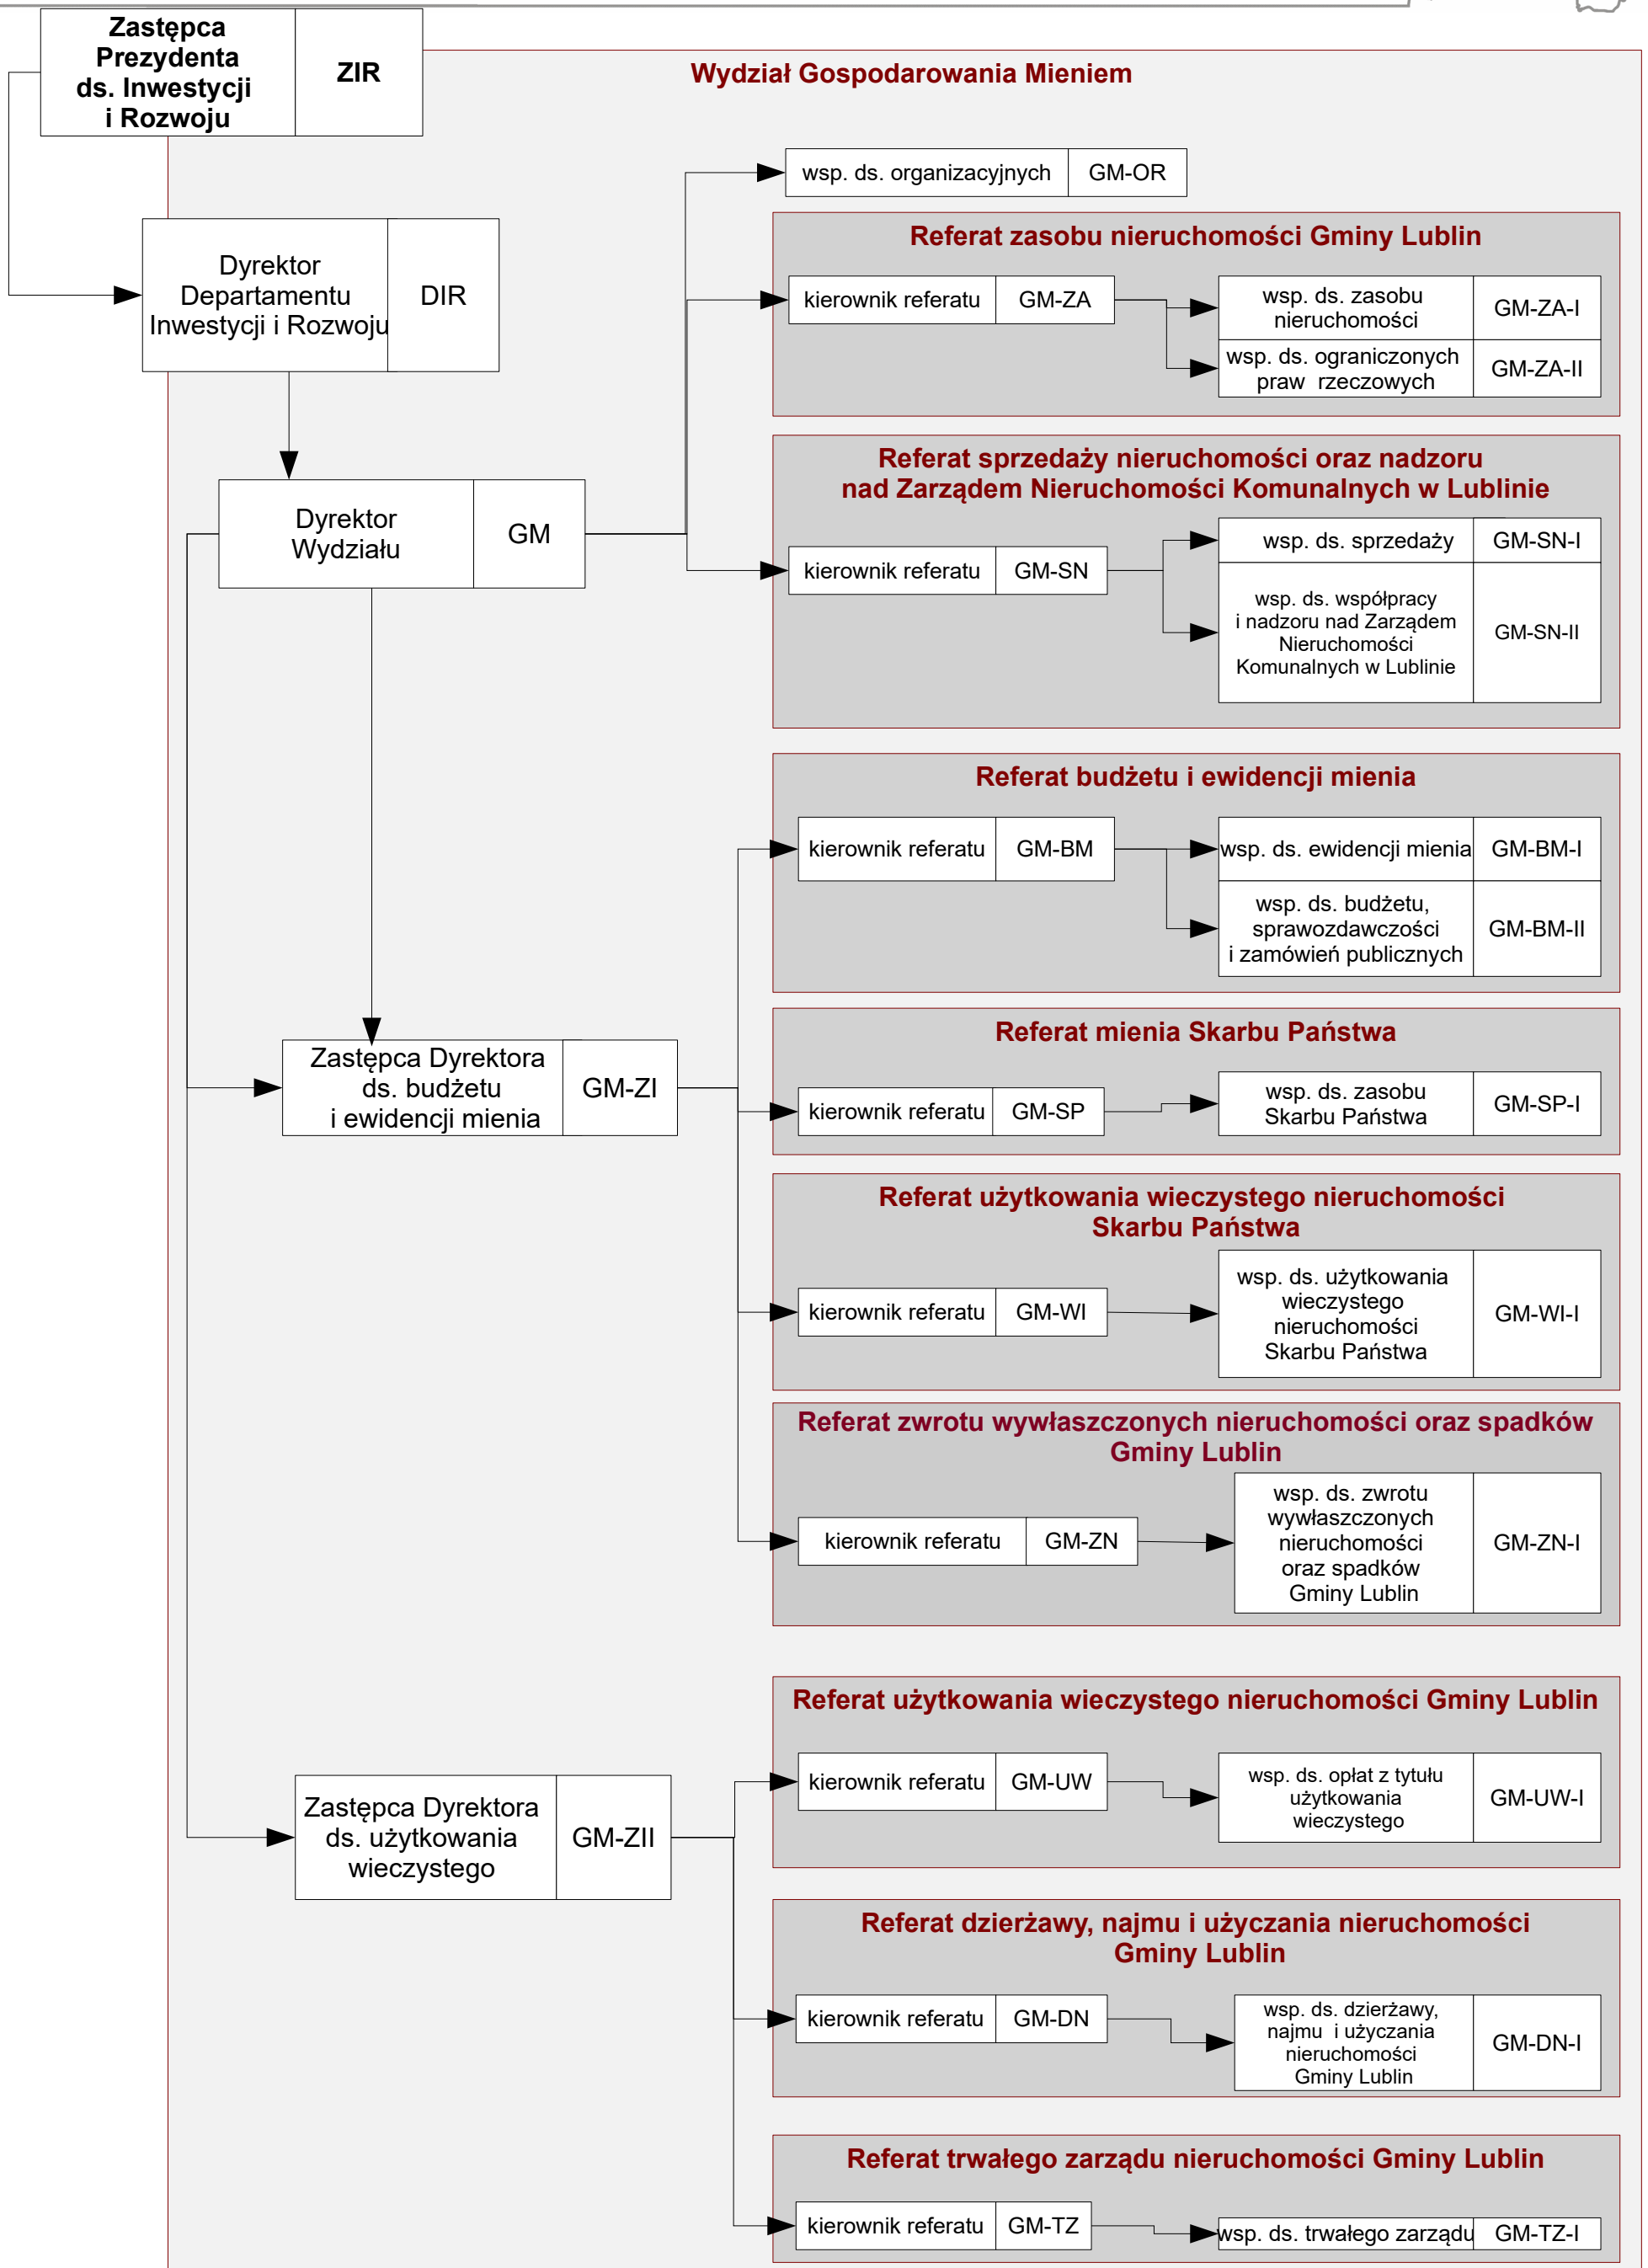 Zastępca
Prezydenta
ds. Inwestycji
i Rozwoju
ZIR
Wydział Gospodarowania Mieniem
wsp. ds. organizacyjnych
GM-OR
Dyrektor
Departamentu
Inwestycji i Rozwoju
DIR
Referat zasobu nieruchomości Gminy Lublin
kierownik referatu
GM-ZA
wsp. ds. zasobu
nieruchomości
GM-ZA-I
wsp. ds. ograniczonych
praw  rzeczowych
GM-ZA-II
Dyrektor
Wydziału
GM
Referat sprzedaży nieruchomości oraz nadzoru
nad Zarządem Nieruchomości Komunalnych w Lublinie
kierownik referatu
GM-SN
wsp. ds. sprzedaży
GM-SN-I
wsp. ds. współpracy
i nadzoru nad Zarządem
Nieruchomości
Komunalnych w Lublinie
GM-SN-II
Referat budżetu i ewidencji mienia
kierownik referatu
GM-BM
wsp. ds. ewidencji mienia
GM-BM-I
wsp. ds. budżetu,
sprawozdawczości
i zamówień publicznych
GM-BM-II
Zastępca Dyrektora
ds. budżetu
i ewidencji mienia
GM-ZI
Referat mienia Skarbu Państwa
kierownik referatu
GM-SP
wsp. ds. zasobu
Skarbu Państwa
GM-SP-I
Referat użytkowania wieczystego nieruchomości
Skarbu Państwa
kierownik referatu
GM-WI
wsp. ds. użytkowania
wieczystego
nieruchomości
Skarbu Państwa
GM-WI-I
Referat zwrotu wywłaszczonych nieruchomości oraz spadków
Gminy Lublin
kierownik referatu
GM-ZN
wsp. ds. zwrotu
wywłaszczonych
nieruchomości
oraz spadków
Gminy Lublin
GM-ZN-I
Zastępca Dyrektora
ds. użytkowania
wieczystego
GM-ZII
Referat użytkowania wieczystego nieruchomości Gminy Lublin
kierownik referatu
GM-UW
wsp. ds. opłat z tytułu
użytkowania
wieczystego
GM-UW-I
Referat dzierżawy, najmu i użyczania nieruchomości
Gminy Lublin
kierownik referatu
GM-DN
wsp. ds. dzierżawy,
najmu  i użyczania
nieruchomości
Gminy Lublin
GM-DN-I
Referat trwałego zarządu nieruchomości Gminy Lublin
kierownik referatu
GM-TZ
wsp. ds. trwałego zarządu
GM-TZ-I